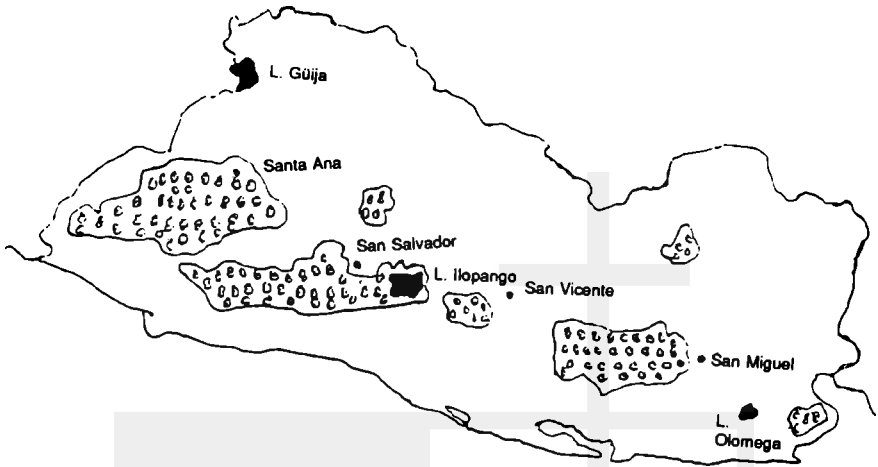 L. Güija
Santa Ana
San Salvador
L. Ilopango
San Vicente
San Miguel
L.
Olomega